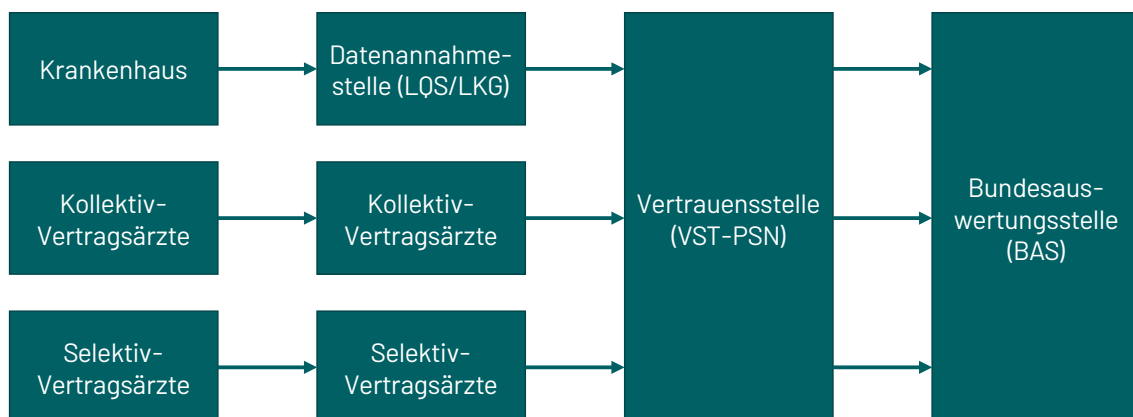 Krankenhaus
Datenannahme-
stelle (LQS/LKG)
Kollektiv-
Vertragsärzte
Kollektiv-
Vertragsärzte
Selektiv-
Vertragsärzte
Selektiv-
Vertragsärzte
Vertrauensstelle
(VST-PSN)
Bundesaus-
wertungsstelle
(BAS)